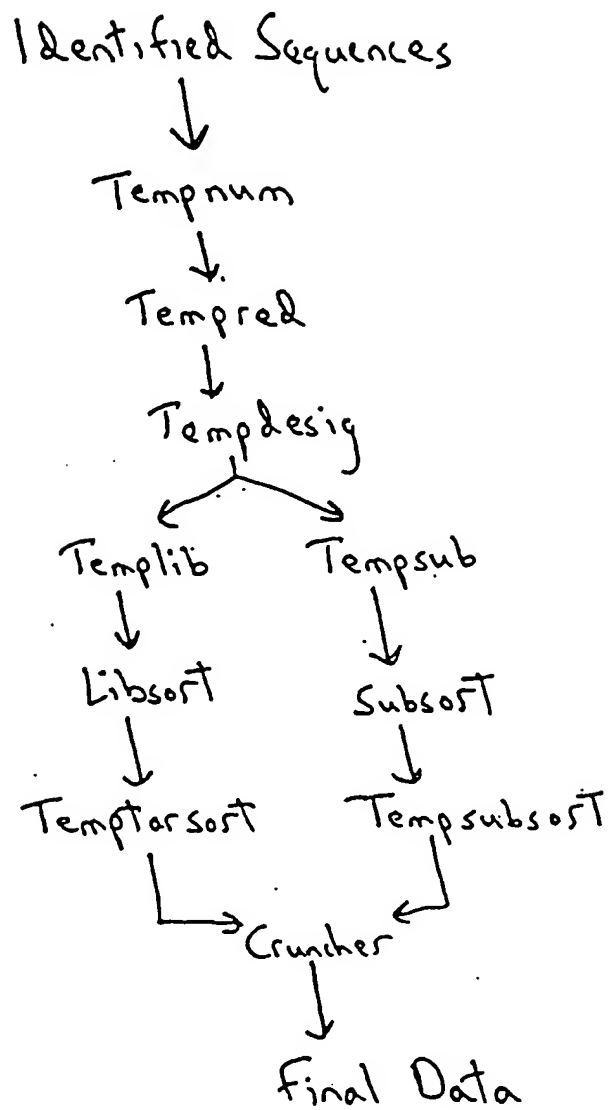 Identified Sequences
Tempnum
Tempred
Tempdesig
Templib Tempsub
Libsort Subsort
Temptarsort Tempsubsort
Cruncher
Final Data